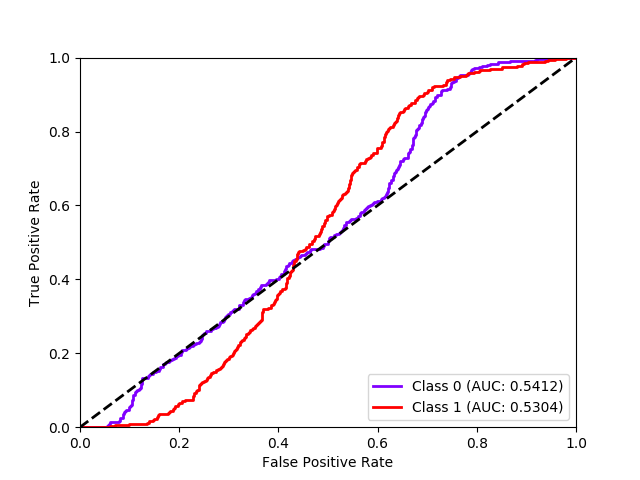 1.0
0.8
0.6
0.4
0.2
0.0
True Positive Rate
0.0 0.2 0.4 0.6 0.8 1.0
False Positive Rate
Class 0 (AUC: 0.5412)
Class 1 (AUC: 0.5304)